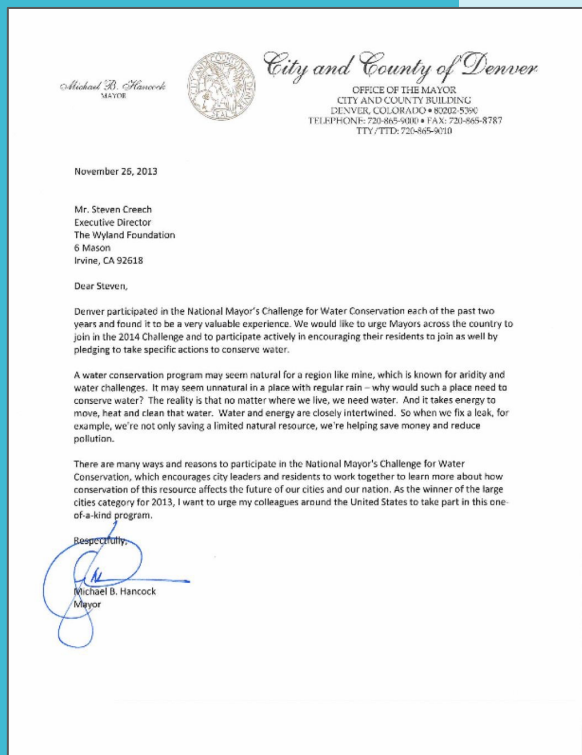 Michael B. Hancock
MAYOR
City and County of Denver
OFFICE OF THE MAYOR
CITY AND COUNTY BUILDING
DENVER, COLORADO • 80202-5390
TELEPHONE: 720-865-9000 • FAX: 720-865-8787
TTY/TTD: 720-865-9010
November 26, 2013
Mr. Steven Creech
Executive Director
The Wyland Foundation
6 Mason
Irvine, CA 92618
Dear Steven,
Denver participated in the National Mayor's Challenge for Water Conservation each of the past two
years and found it to be a very valuable experience. We would like to urge Mayors across the country to
join in the 2014 Challenge and to participate actively in encouraging their residents to join as well by
pledging to take specific actions to conserve water.
A water conservation program may seem natural for a region like mine, which is known for aridity and
water challenges. It may seem unnatural in a place with regular rain – why would such a place need to
conserve water? The reality is that no matter where we live, we need water. And it takes energy to
move, heat and clean that water. Water and energy are closely intertwined. So when we fix a leak, for
example, we're not only saving a limited natural resource, we're helping save money and reduce
pollution.
There are many ways and reasons to participate in the National Mayor's Challenge for Water
Conservation, which encourages city leaders and residents to work together to learn more about how
conservation of this resource affects the future of our cities and our nation. As the winner of the large
cities category for 2013, I want to urge my colleagues around the United States to take part in this one-
of-a-kind program.
Respectfully,
Michael B. Hancock
Mayor